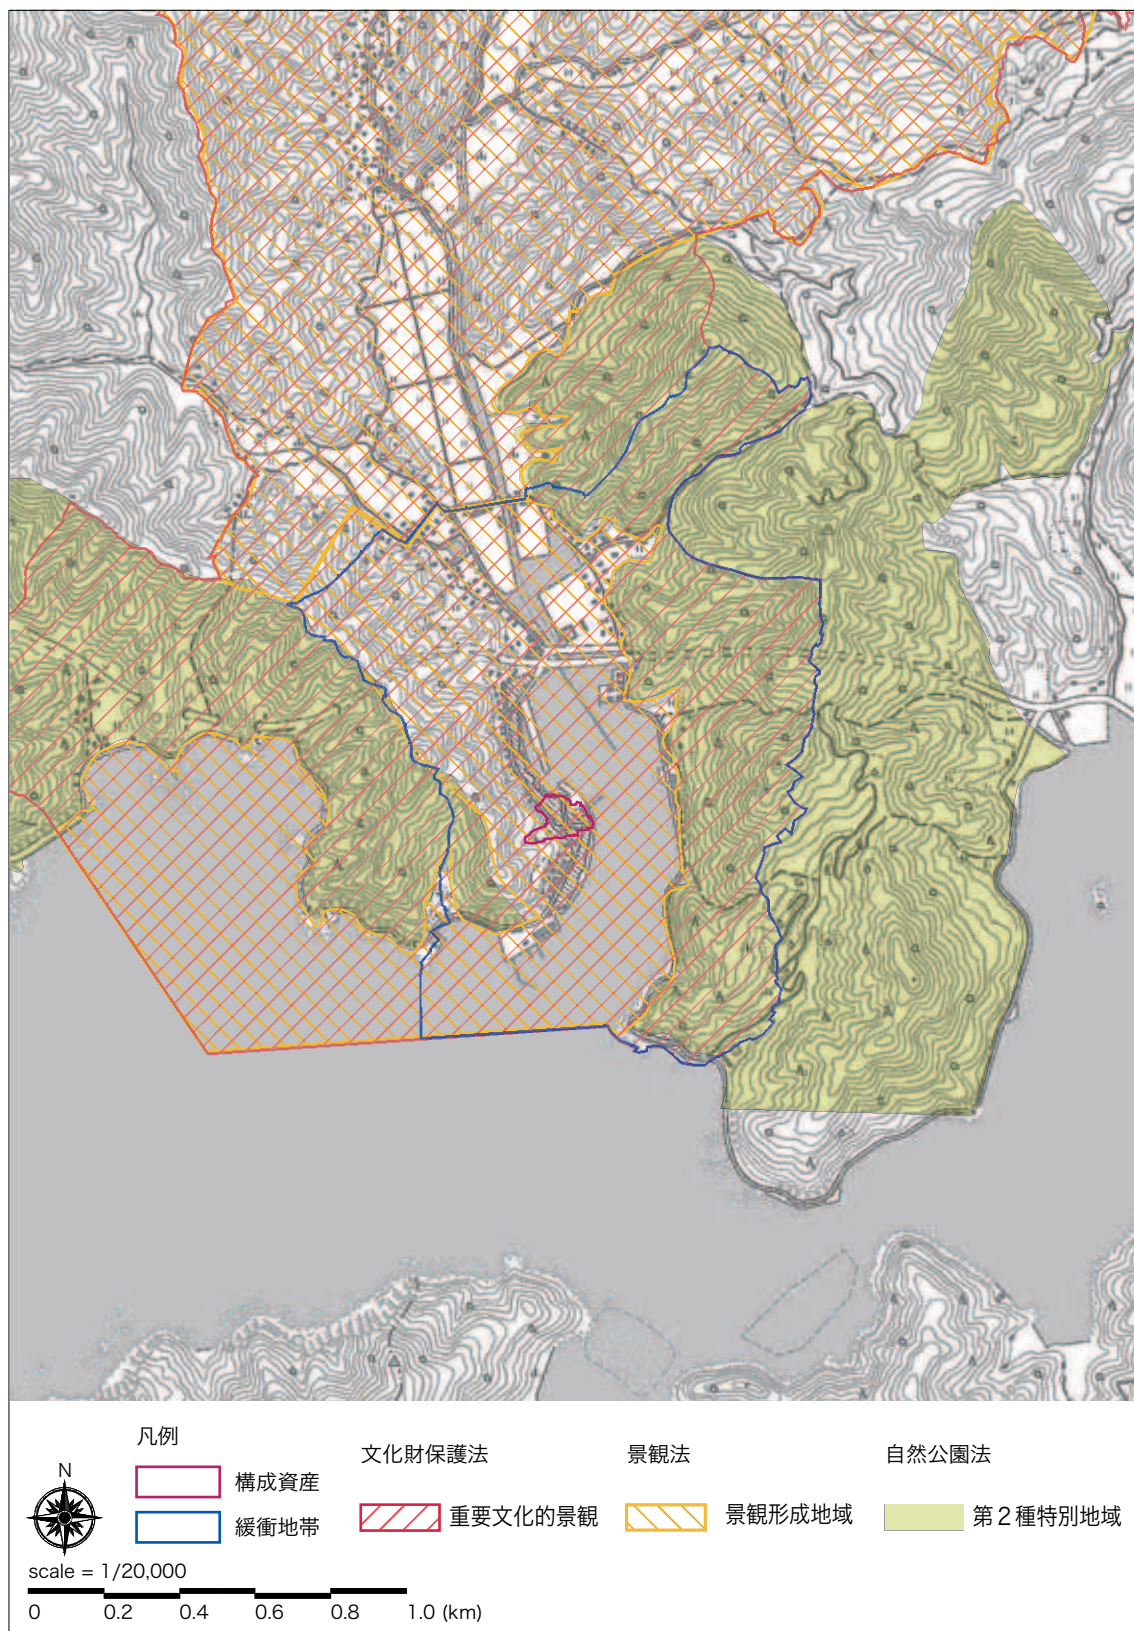 凡例
構成資産
緩衝地帯
文化財保護法
重要文化的景観
景観法
景観形成地域
自然公園法
第２種特別地域
N
scale = 1/20,000
0 0.2 0.4 0.6 0.8 1.0 (km)